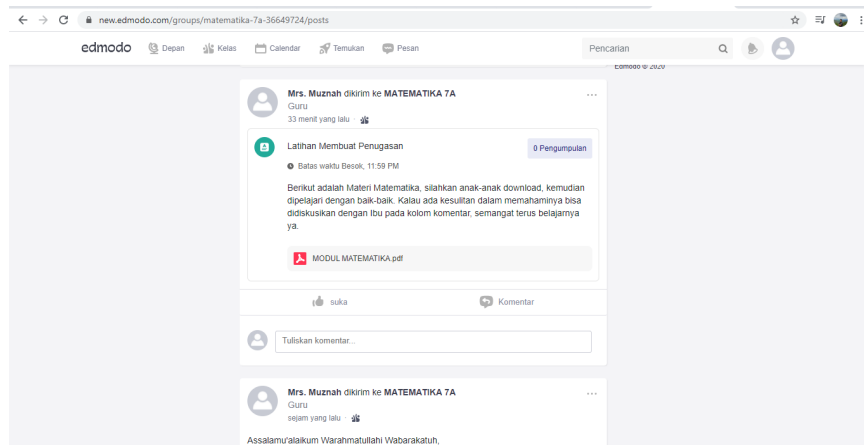 new.edmodo.com/groups/matematika-7a-36649724/posts
edmodo Depan Kelas Calendar Temukan Pesan Pencarian
Edmodo © 2020
Mrs. Muznah dikirim ke MATEMATIKA 7A
Guru
33 menit yang lalu ·
Latihan Membuat Penugasan
0 Pengumpulan
Batas waktu Besok, 11:59 PM
Berikut adalah Materi Matematika, silahkan anak-anak download, kemudian
dipelajari dengan baik-baik. Kalau ada kesulitan dalam memahaminya bisa
didiskusikan dengan Ibu pada kolom komentar, semangat terus belajarnya
ya.
MODUL MATEMATIKA.pdf
suka Komentar
Tuliskan komentar...
Mrs. Muznah dikirim ke MATEMATIKA 7A
Guru
sejam yang lalu ·
Assalamu'alaikum Warahmatullahi Wabarakatuh,